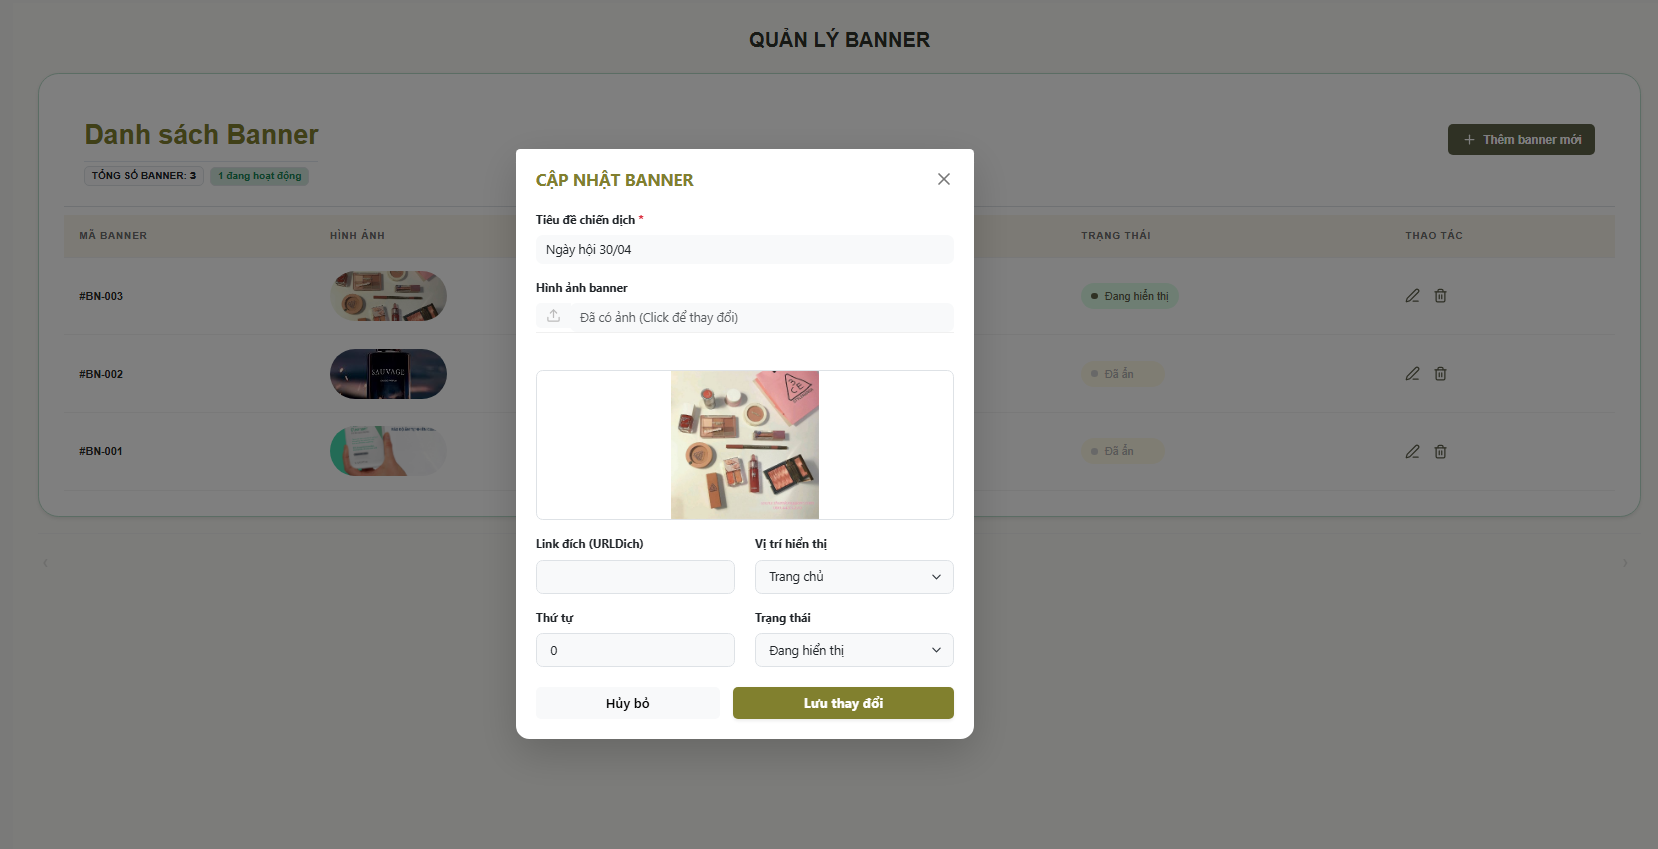 QUẢN LÝ BANNER
Danh sách Banner
Thêm banner mới
TỔNG SỐ BANNER: 3
1 đang hoạt động
MÃ BANNER
HÌNH ẢNH
TRẠNG THÁI
THAO TÁC
#BN-003
Đang hiển thị
#BN-002
SAUVAGE
Đã ẩn
#BN-001
Đã ẩn
CẬP NHẬT BANNER
Tiêu đề chiến dịch *
Ngày hội 30/04
Hình ảnh banner
Đã có ảnh (Click để thay đổi)
3CE
Link đích (URLDich)
Vị trí hiển thị
Trang chủ
Thứ tự
Trạng thái
0
Đang hiển thị
Hủy bỏ
Lưu thay đổi